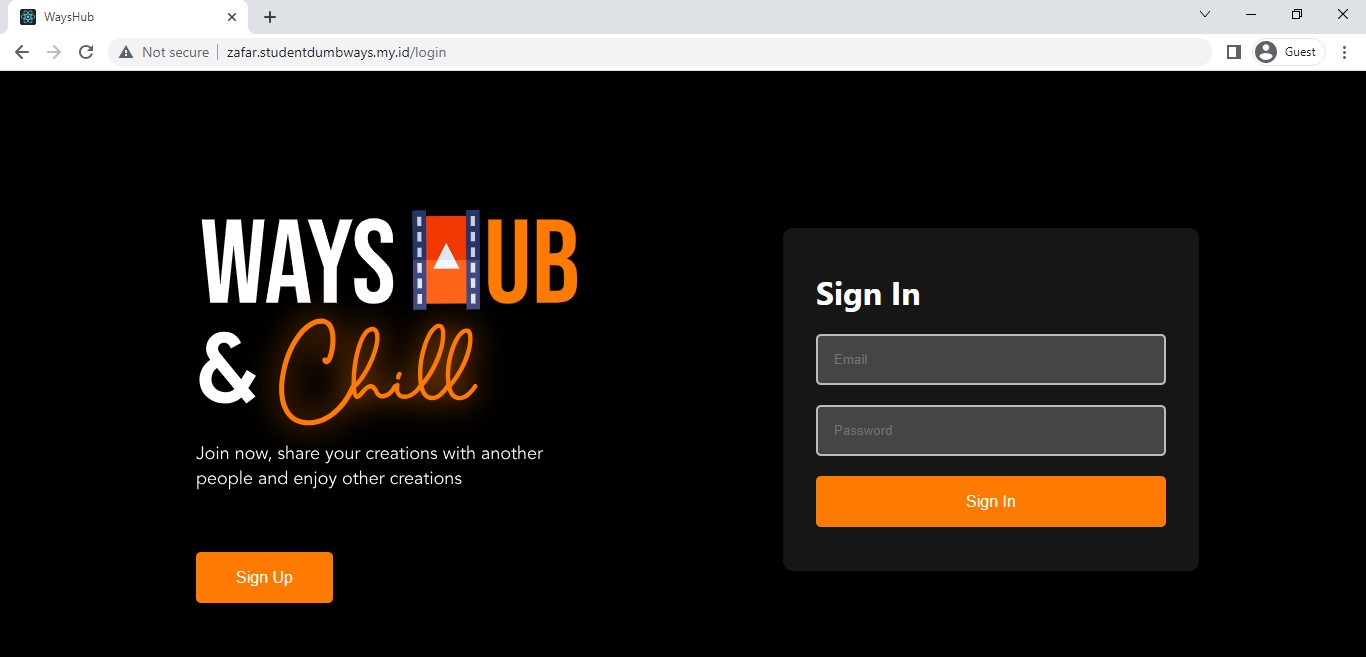 WaysHub
Not secure
zafar.studentdumbways.my.id/login
Guest
WAYS HUB
& Chill
Join now, share your creations with another
people and enjoy other creations
Sign Up
Sign In
Email
Password
Sign In